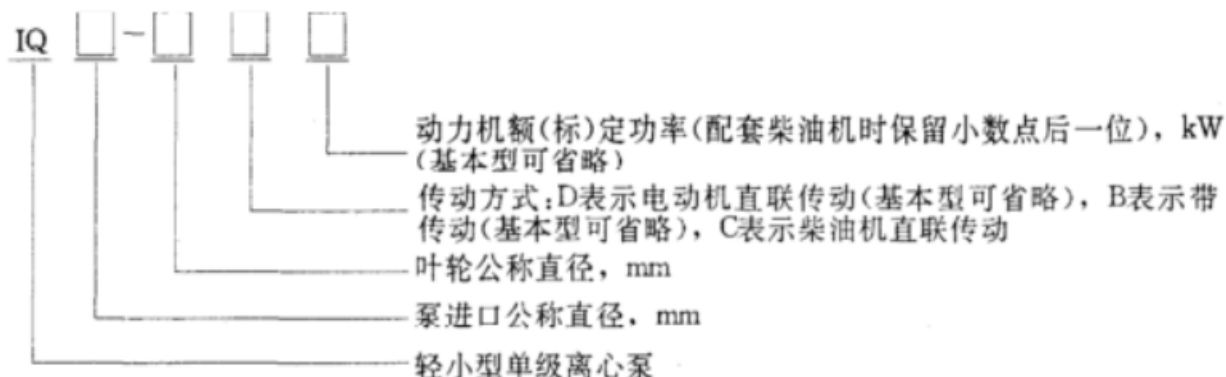 IQ □-□ □ □
动力机额(标)定功率(配套柴油机时保留小数点后一位), kW
(基本型可省略)
传动方式:D表示电动机直联传动(基本型可省略), B表示带
传动(基本型可省略), C表示柴油机直联传动
叶轮公称直径, mm
泵进口公称直径, mm
轻小型单级离心泵